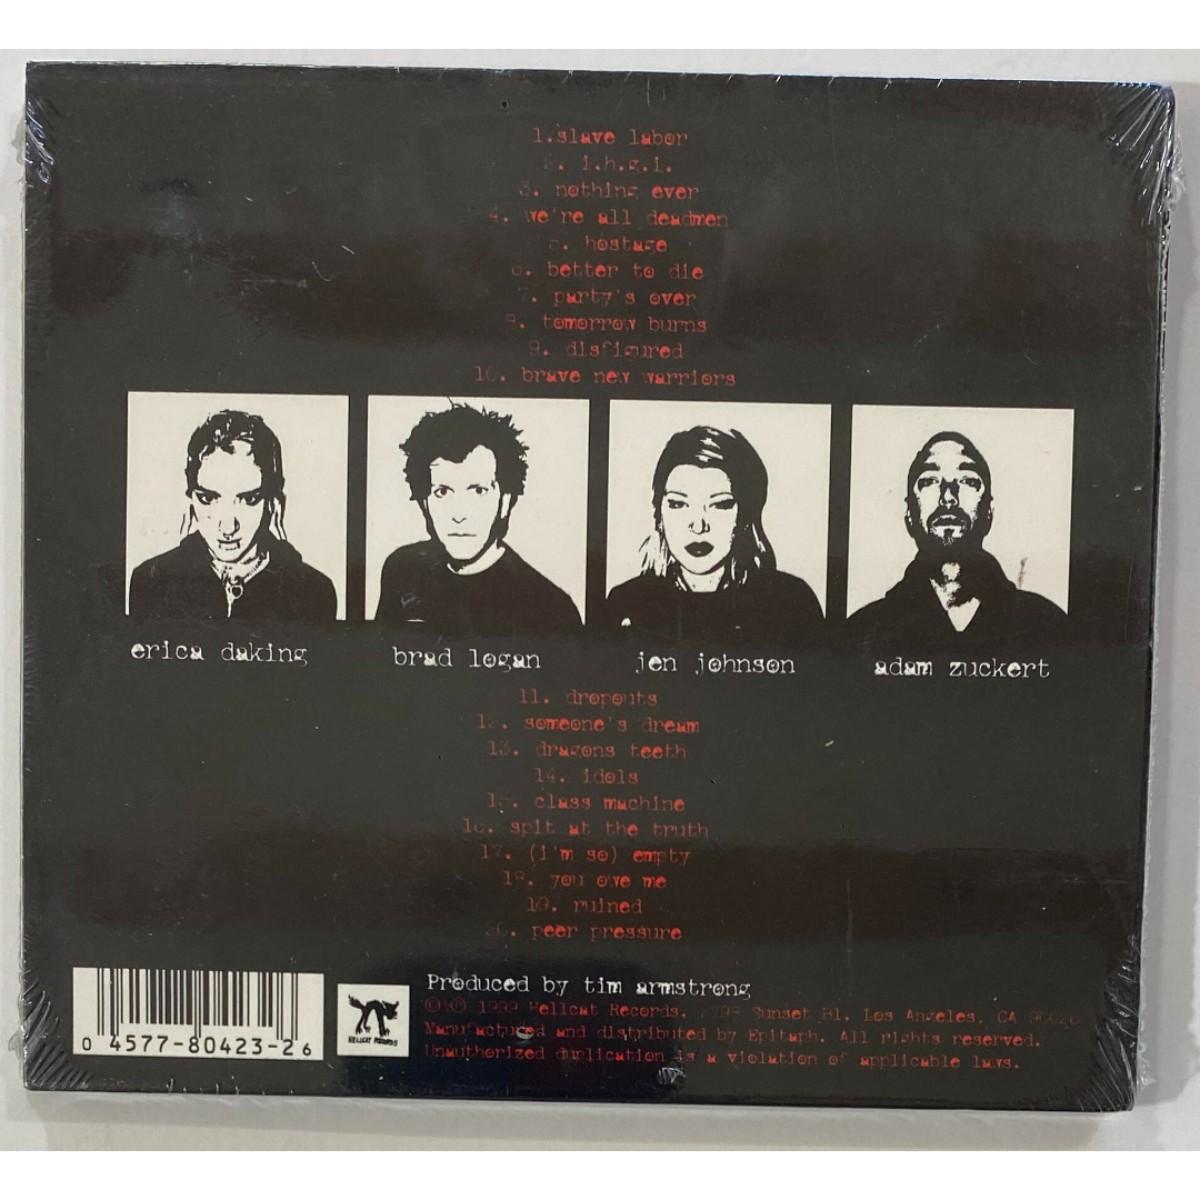 1. slave labor
2. i.h.g.i.
3. nothing ever
4. we're all deadmen
5. hostage
6. better to die
7. party's over
8. tomorrow burns
9. disfigured
10. brave new warriors
erica daking
brad logan
jen johnson
adam zuckert
11. dropouts
12. someone's dream
13. dragons teeth
14. idols
15. class machine
16. spit at the truth
17. (i'm so) empty
18. you owe me
19. ruined
20. peer pressure
0 4577-80423-2 6
HELLCAT RECORDS
Produced by tim armstrong
©℗ 1999 Hellcat Records. Sunset Bl. Los Angeles, CA
Manufactured and distributed by Epitaph. All rights reserved.
Unauthorized duplication is a violation of applicable laws.